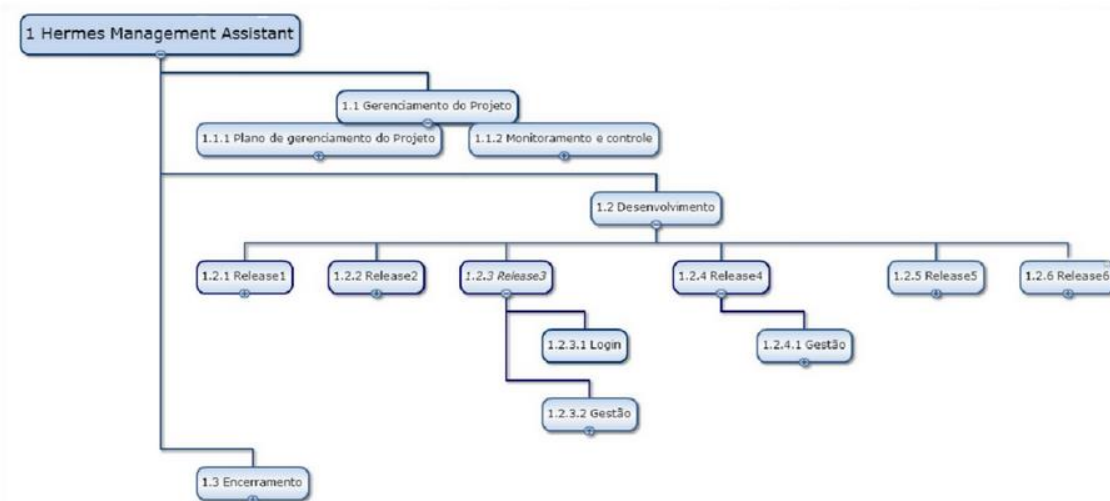 1 Hermes Management Assistant
1.1 Gerenciamento do Projeto
1.1.1 Plano de gerenciamento do Projeto
1.1.2 Monitoramento e controle
1.2 Desenvolvimento
1.2.1 Release1
1.2.2 Release2
1.2.3 Release3
1.2.4 Release4
1.2.5 Release5
1.2.6 Release6
1.2.3.1 Login
1.2.4.1 Gestão
1.2.3.2 Gestão
1.3 Encerramento